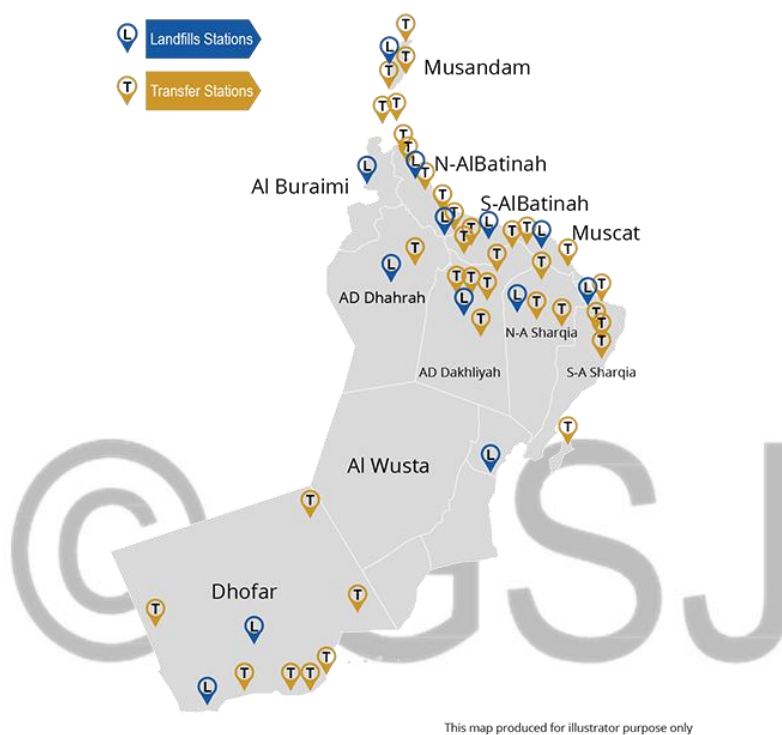 L Landfills Stations
T Transfer Stations
Musandam
N-AlBatinah
Al Buraimi
S-AlBatinah
Muscat
AD Dhahrah
N-A Sharqia
AD Dakhliyah
S-A Sharqia
Al Wusta
Dhofar
© GSJ
This map produced for illustrator purpose only